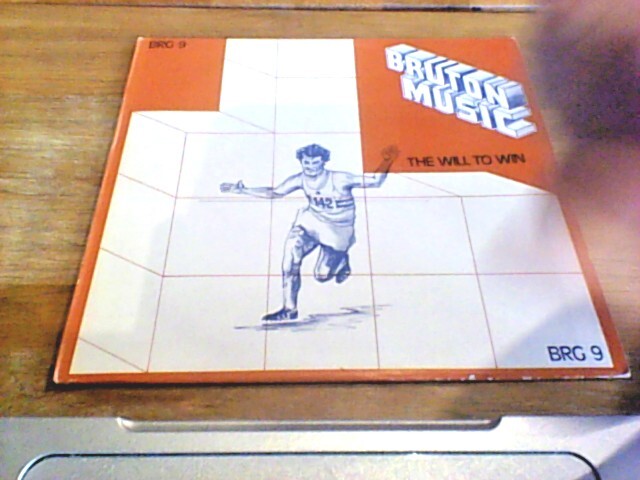 BRG 9
BRUTON
MUSIC
THE WILL TO WIN
142
BRG 9